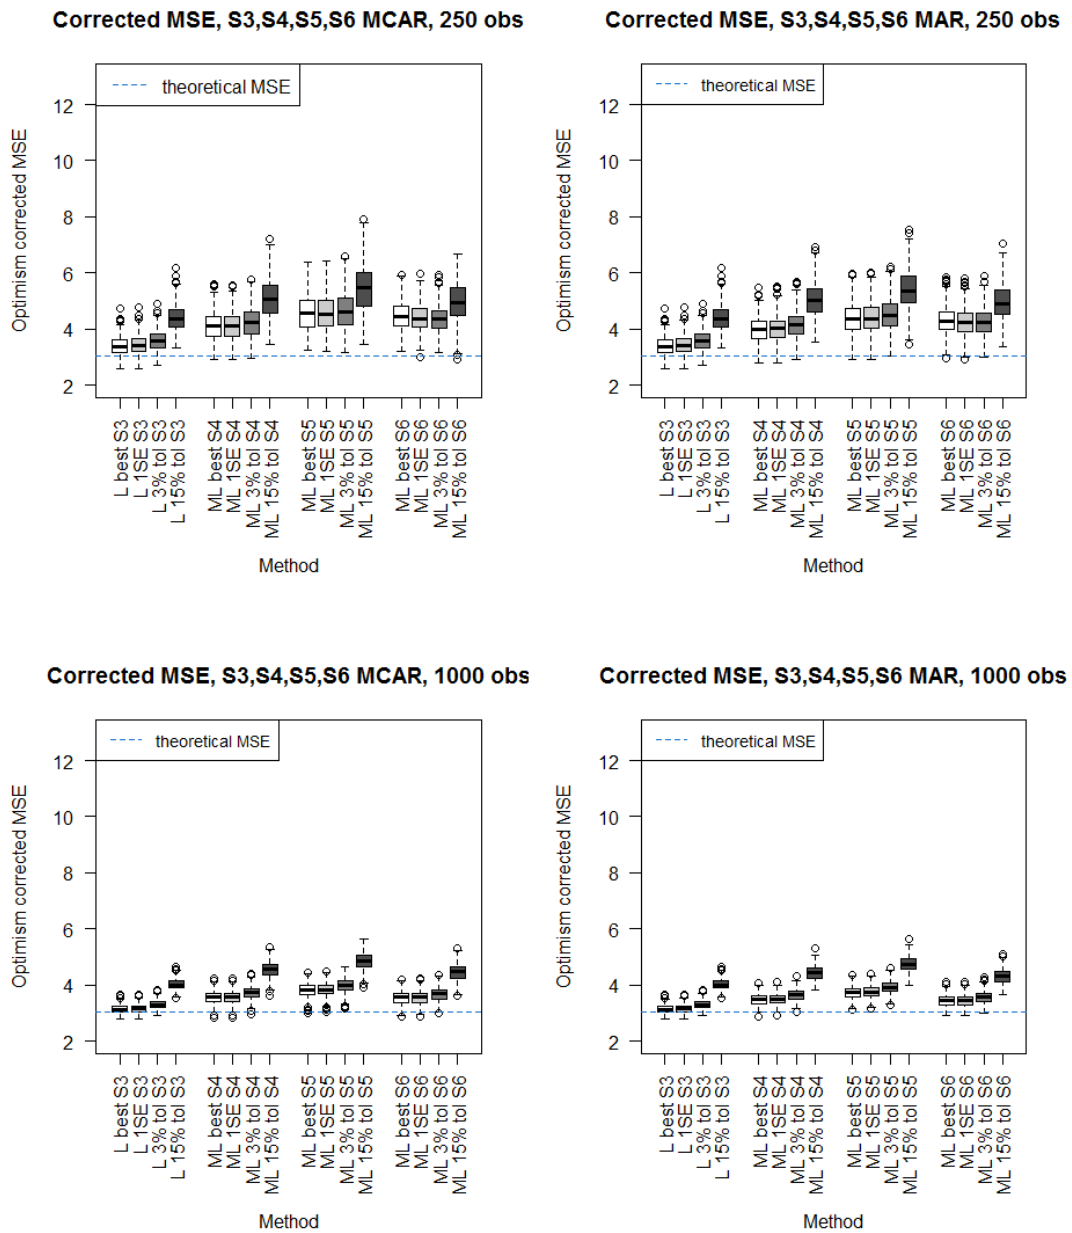 Corrected MSE, S3,S4,S5,S6 MCAR, 250 obs
theoretical MSE
Optimism corrected MSE
12
10
8
6
4
2
L best S3
L 1SE S3
L 3% tol S3
L 15% tol S3
ML best S4
ML 1SE S4
ML 3% tol S4
ML 15% tol S4
ML best S5
ML 1SE S5
ML 3% tol S5
ML 15% tol S5
ML best S6
ML 1SE S6
ML 3% tol S6
ML 15% tol S6
Method
Corrected MSE, S3,S4,S5,S6 MAR, 250 obs
theoretical MSE
Optimism corrected MSE
12
10
8
6
4
2
L best S3
L 1SE S3
L 3% tol S3
L 15% tol S3
ML best S4
ML 1SE S4
ML 3% tol S4
ML 15% tol S4
ML best S5
ML 1SE S5
ML 3% tol S5
ML 15% tol S5
ML best S6
ML 1SE S6
ML 3% tol S6
ML 15% tol S6
Method
Corrected MSE, S3,S4,S5,S6 MCAR, 1000 obs
theoretical MSE
Optimism corrected MSE
12
10
8
6
4
2
L best S3
L 1SE S3
L 3% tol S3
L 15% tol S3
ML best S4
ML 1SE S4
ML 3% tol S4
ML 15% tol S4
ML best S5
ML 1SE S5
ML 3% tol S5
ML 15% tol S5
ML best S6
ML 1SE S6
ML 3% tol S6
ML 15% tol S6
Method
Corrected MSE, S3,S4,S5,S6 MAR, 1000 obs
theoretical MSE
Optimism corrected MSE
12
10
8
6
4
2
L best S3
L 1SE S3
L 3% tol S3
L 15% tol S3
ML best S4
ML 1SE S4
ML 3% tol S4
ML 15% tol S4
ML best S5
ML 1SE S5
ML 3% tol S5
ML 15% tol S5
ML best S6
ML 1SE S6
ML 3% tol S6
ML 15% tol S6
Method